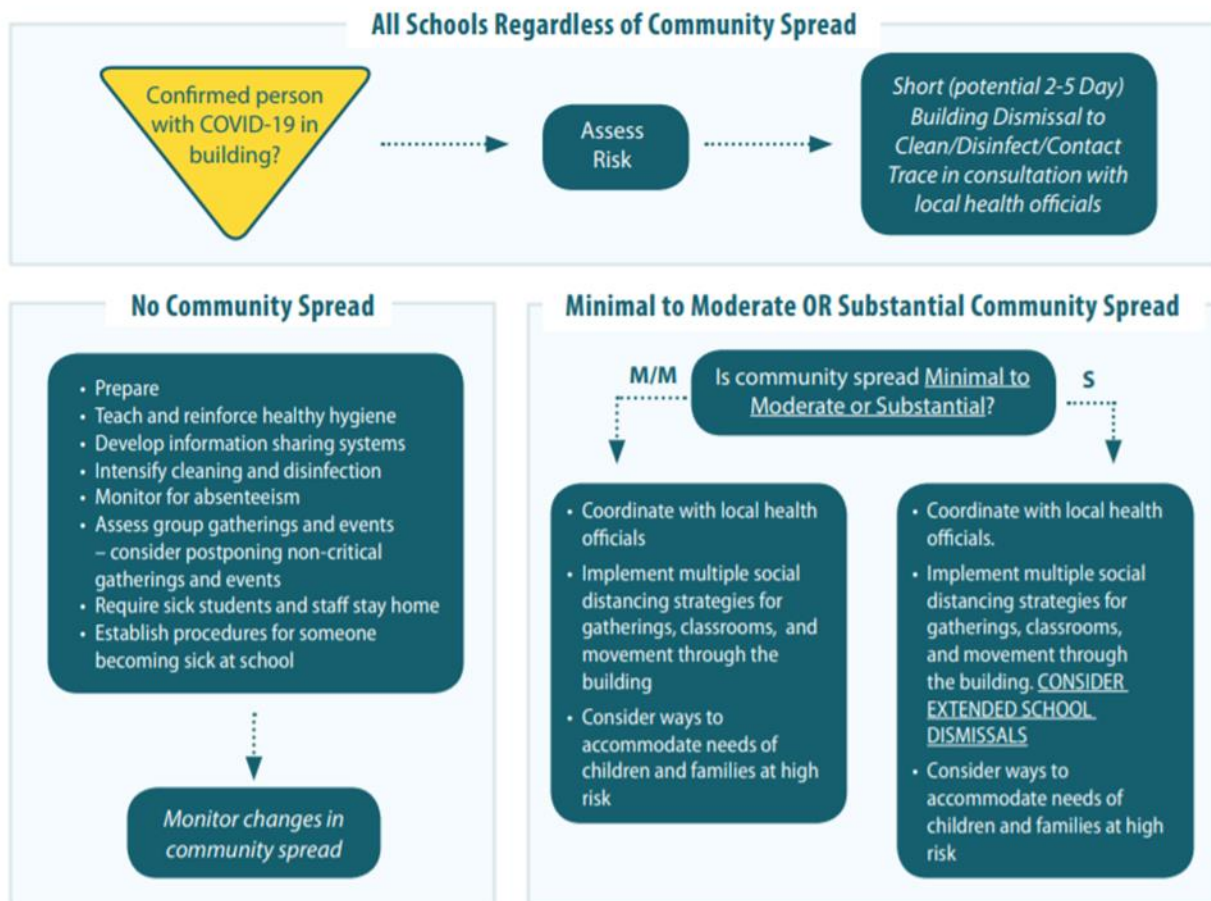 All Schools Regardless of Community Spread
Confirmed person
with COVID-19 in
building?
Assess
Risk
Short (potential 2-5 Day)
Building Dismissal to
Clean/Disinfect/Contact
Trace in consultation with
local health officials
No Community Spread
• Prepare
• Teach and reinforce healthy hygiene
• Develop information sharing systems
• Intensify cleaning and disinfection
• Monitor for absenteeism
• Assess group gatherings and events
– consider postponing non-critical
gatherings and events
• Require sick students and staff stay home
• Establish procedures for someone
becoming sick at school
Monitor changes in
community spread
Minimal to Moderate OR Substantial Community Spread
M/M
Is community spread Minimal to
Moderate or Substantial?
S
• Coordinate with local health
officials
• Implement multiple social
distancing strategies for
gatherings, classrooms, and
movement through the
building
• Consider ways to
accommodate needs of
children and families at high
risk
• Coordinate with local health
officials.
• Implement multiple social
distancing strategies for
gatherings, classrooms,
and movement through
the building. CONSIDER
EXTENDED SCHOOL
DISMISSALS
• Consider ways to
accommodate needs of
children and families at high
risk